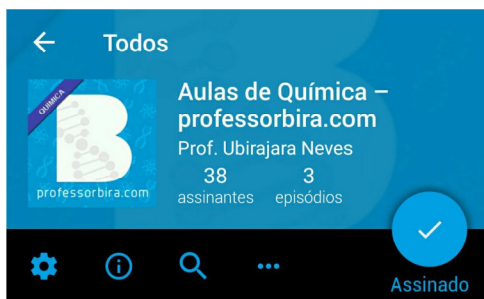 Todos
QUÍMICA
professorbira.com
Aulas de Química –
professorbira.com
Prof. Ubirajara Neves
38 3
assinantes episódios
Assinado